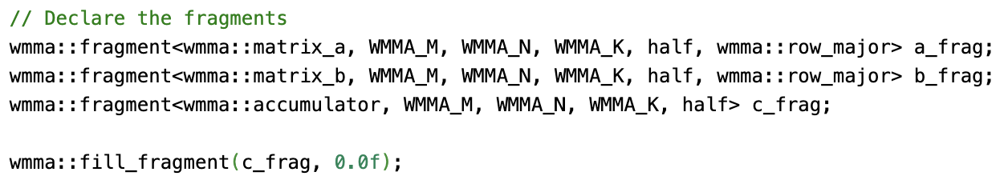 // Declare the fragments
wmma::fragment<wmma::matrix_a, WMMA_M, WMMA_N, WMMA_K, half, wmma::row_major> a_frag;
wmma::fragment<wmma::matrix_b, WMMA_M, WMMA_N, WMMA_K, half, wmma::row_major> b_frag;
wmma::fragment<wmma::accumulator, WMMA_M, WMMA_N, WMMA_K, half> c_frag;
wmma::fill_fragment(c_frag, 0.0f);